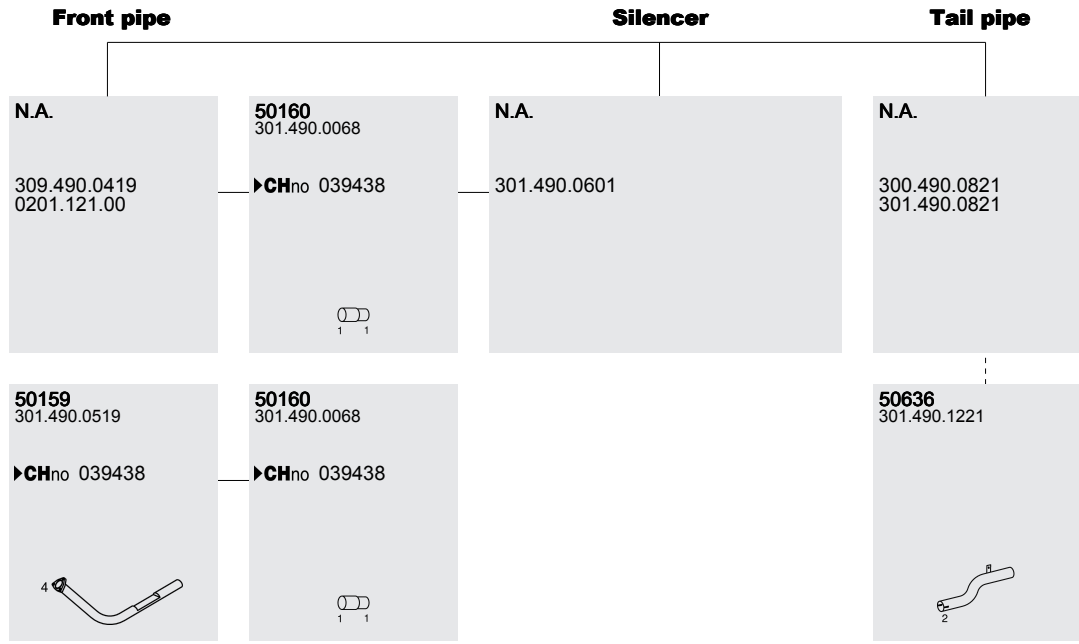 Front pipe
Silencer
Tail pipe
N.A.
309.490.0419
0201.121.00
50160
301.490.0068
▶CHno 039438
1 1
N.A.
301.490.0601
N.A.
300.490.0821
301.490.0821
50159
301.490.0519
▶CHno 039438
4
50160
301.490.0068
▶CHno 039438
1 1
50636
301.490.1221
2